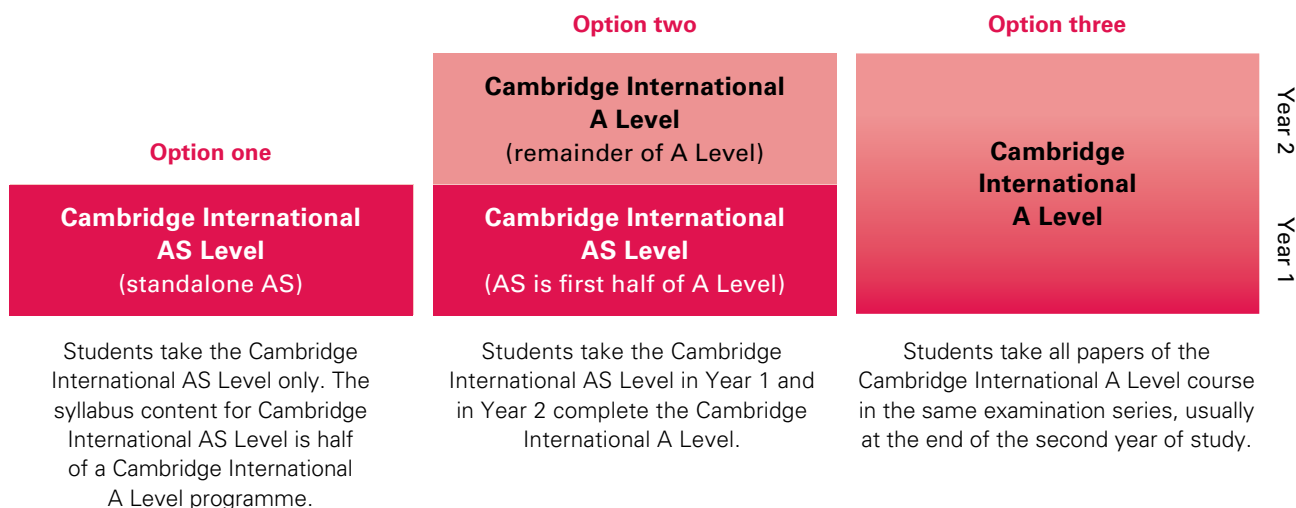 Option one
Cambridge International
AS Level
(standalone AS)
Students take the Cambridge
International AS Level only. The
syllabus content for Cambridge
International AS Level is half
of a Cambridge International
A Level programme.
Option two
Cambridge International
A Level
(remainder of A Level)
Cambridge International
AS Level
(AS is first half of A Level)
Students take the Cambridge
International AS Level in Year 1 and
in Year 2 complete the Cambridge
International A Level.
Option three
Cambridge
International
A Level
Students take all papers of the
Cambridge International A Level course
in the same examination series, usually
at the end of the second year of study.
Year 2
Year 1